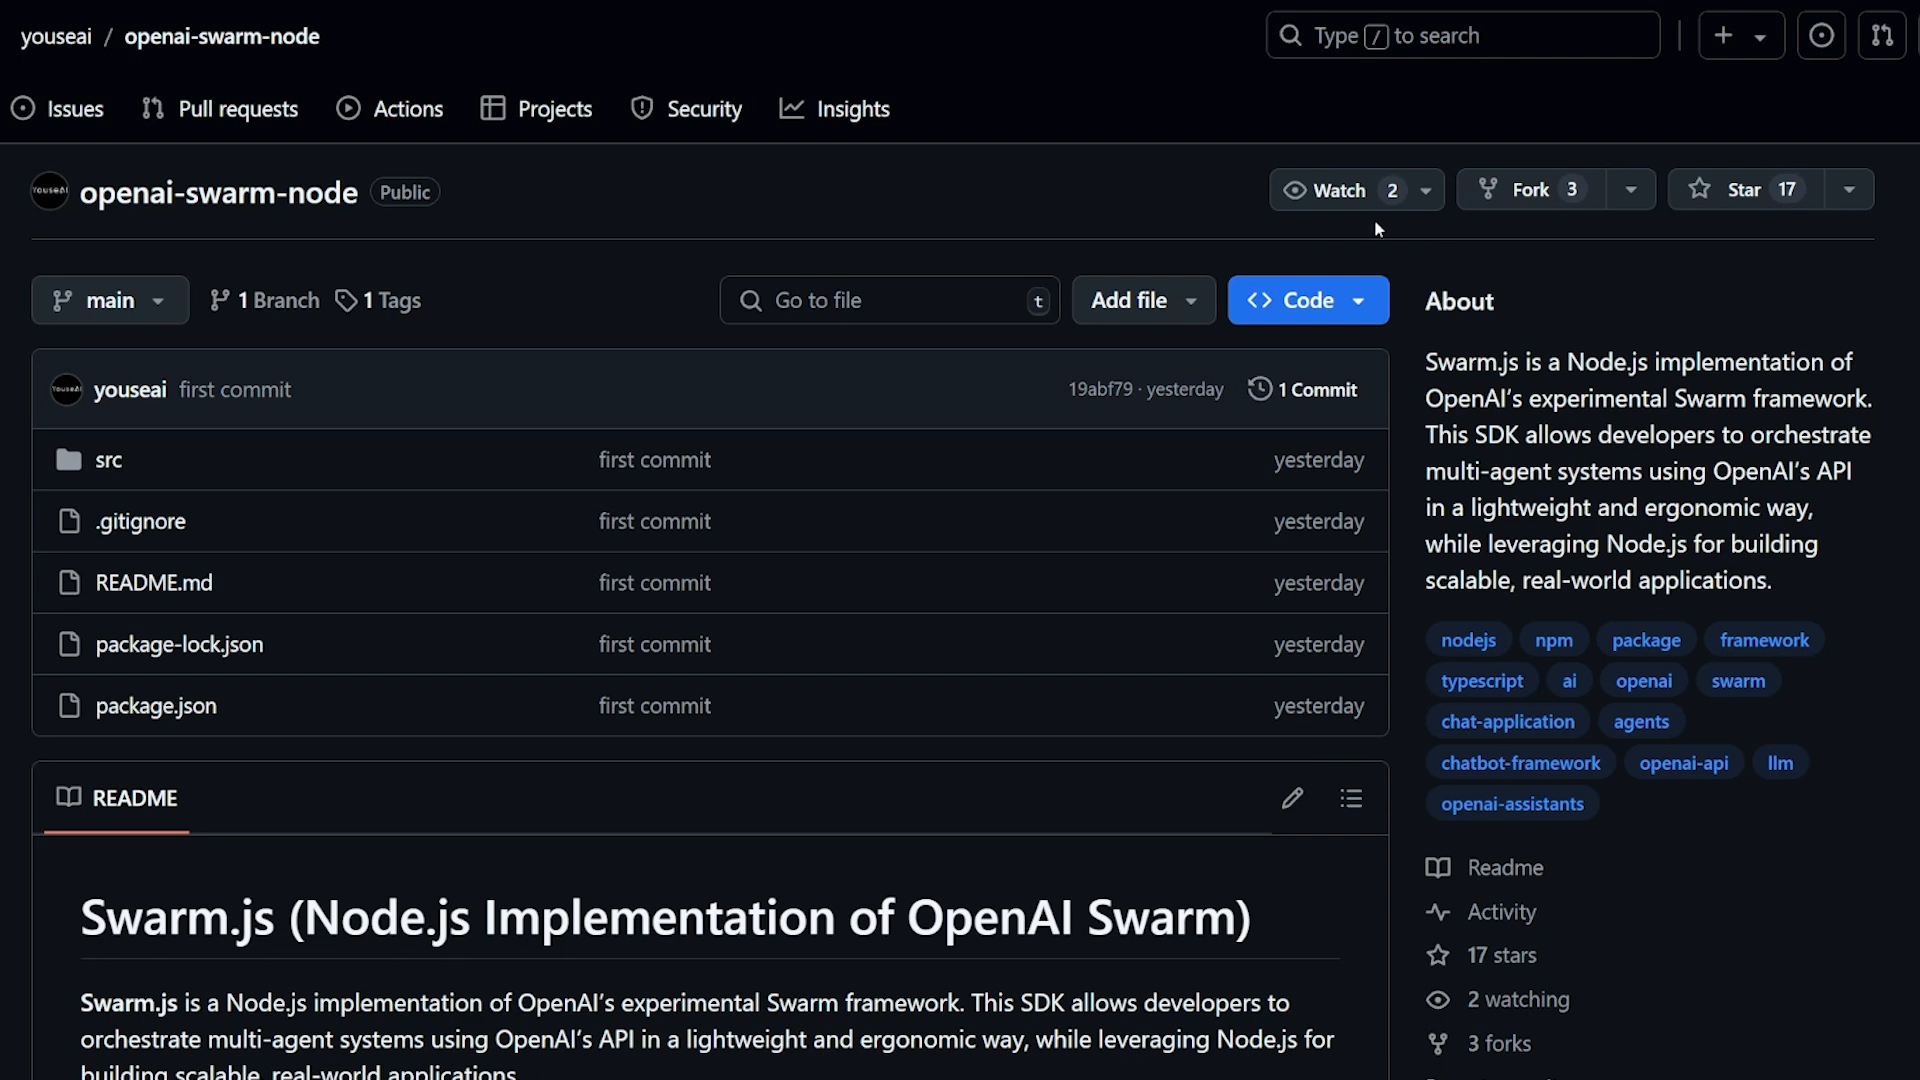 youseai / openai-swarm-node
Type / to search
Issues
Pull requests
Actions
Projects
Security
Insights
YouseAI
openai-swarm-node
Public
Watch 2
Fork 3
Star 17
main
1 Branch
1 Tags
Go to file
t
Add file
Code
YouseAI
youseai first commit
19abf79 · yesterday
1 Commit
src first commit yesterday
.gitignore first commit yesterday
README.md first commit yesterday
package-lock.json first commit yesterday
package.json first commit yesterday
README
Swarm.js (Node.js Implementation of OpenAI Swarm)
Swarm.js is a Node.js implementation of OpenAI's experimental Swarm framework. This SDK allows developers to
orchestrate multi-agent systems using OpenAI's API in a lightweight and ergonomic way, while leveraging Node.js for
building scalable, real-world applications.
About
Swarm.js is a Node.js implementation of
OpenAI's experimental Swarm framework.
This SDK allows developers to orchestrate
multi-agent systems using OpenAI's API
in a lightweight and ergonomic way,
while leveraging Node.js for building
scalable, real-world applications.
nodejs npm package framework
typescript ai openai swarm
chat-application agents
chatbot-framework openai-api llm
openai-assistants
Readme
Activity
17 stars
2 watching
3 forks